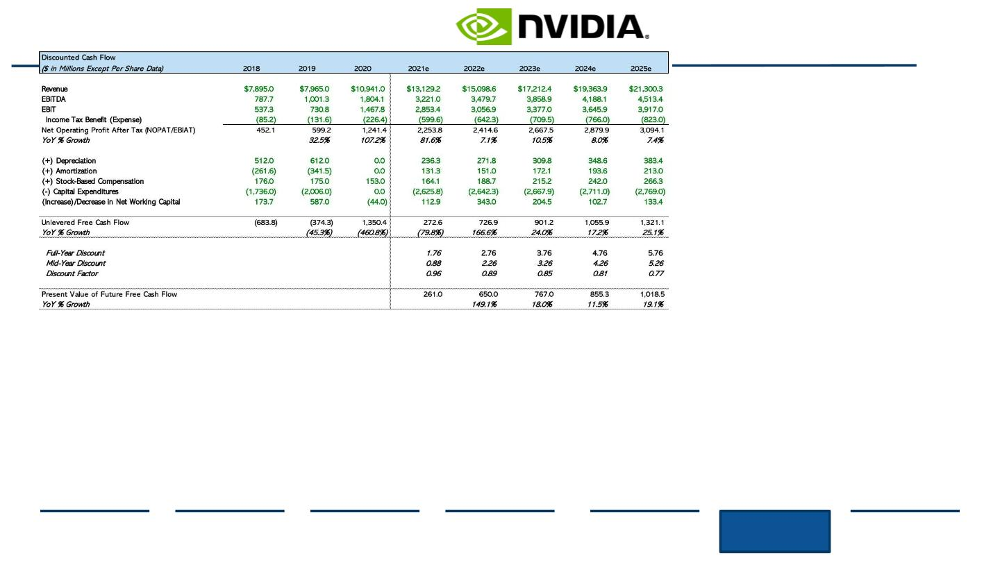 NVIDIA.
Discounted Cash Flow
($ in Millions Except Per Share Data) 2018 2019 2020 2021e 2022e 2023e 2024e 2025e
Revenue $7,895.0 $7,965.0 $10,941.0 $13,129.2 $15,098.6 $17,212.4 $19,363.9 $21,300.3
EBITDA 787.7 1,001.3 1,804.1 3,221.0 3,479.7 3,858.9 4,188.1 4,513.4
EBIT 537.3 730.8 1,467.8 2,853.4 3,056.9 3,377.0 3,645.9 3,917.0
Income Tax Benefit (Expense) (85.2) (131.6) (226.4) (599.6) (642.3) (709.5) (766.0) (823.0)
Net Operating Profit After Tax (NOPAT/EBIAT) 452.1 599.2 1,241.4 2,253.8 2,414.6 2,667.5 2,879.9 3,094.1
YoY % Growth 32.5% 107.2% 81.6% 7.1% 10.5% 8.0% 7.4%
(+) Depreciation 512.0 612.0 0.0 236.3 271.8 309.8 348.6 383.4
(+) Amortization (261.6) (341.5) 0.0 131.3 151.0 172.1 193.6 213.0
(+) Stock-Based Compensation 176.0 175.0 153.0 164.1 188.7 215.2 242.0 266.3
(-) Capital Expenditures (1,736.0) (2,006.0) 0.0 (2,625.8) (2,642.3) (2,667.9) (2,711.0) (2,769.0)
(Increase)/Decrease in Net Working Capital 173.7 587.0 (44.0) 112.9 343.0 204.5 102.7 133.4
Unlevered Free Cash Flow (683.8) (374.3) 1,350.4 272.6 726.9 901.2 1,055.9 1,321.1
YoY % Growth (45.3%) (460.8%) (79.8%) 166.6% 24.0% 17.2% 25.1%
Full-Year Discount 1.76 2.76 3.76 4.76 5.76
Mid-Year Discount 0.88 2.26 3.26 4.26 5.26
Discount Factor 0.96 0.89 0.85 0.81 0.77
Present Value of Future Free Cash Flow 261.0 650.0 767.0 855.3 1,018.5
YoY % Growth 149.1% 18.0% 11.5% 19.1%